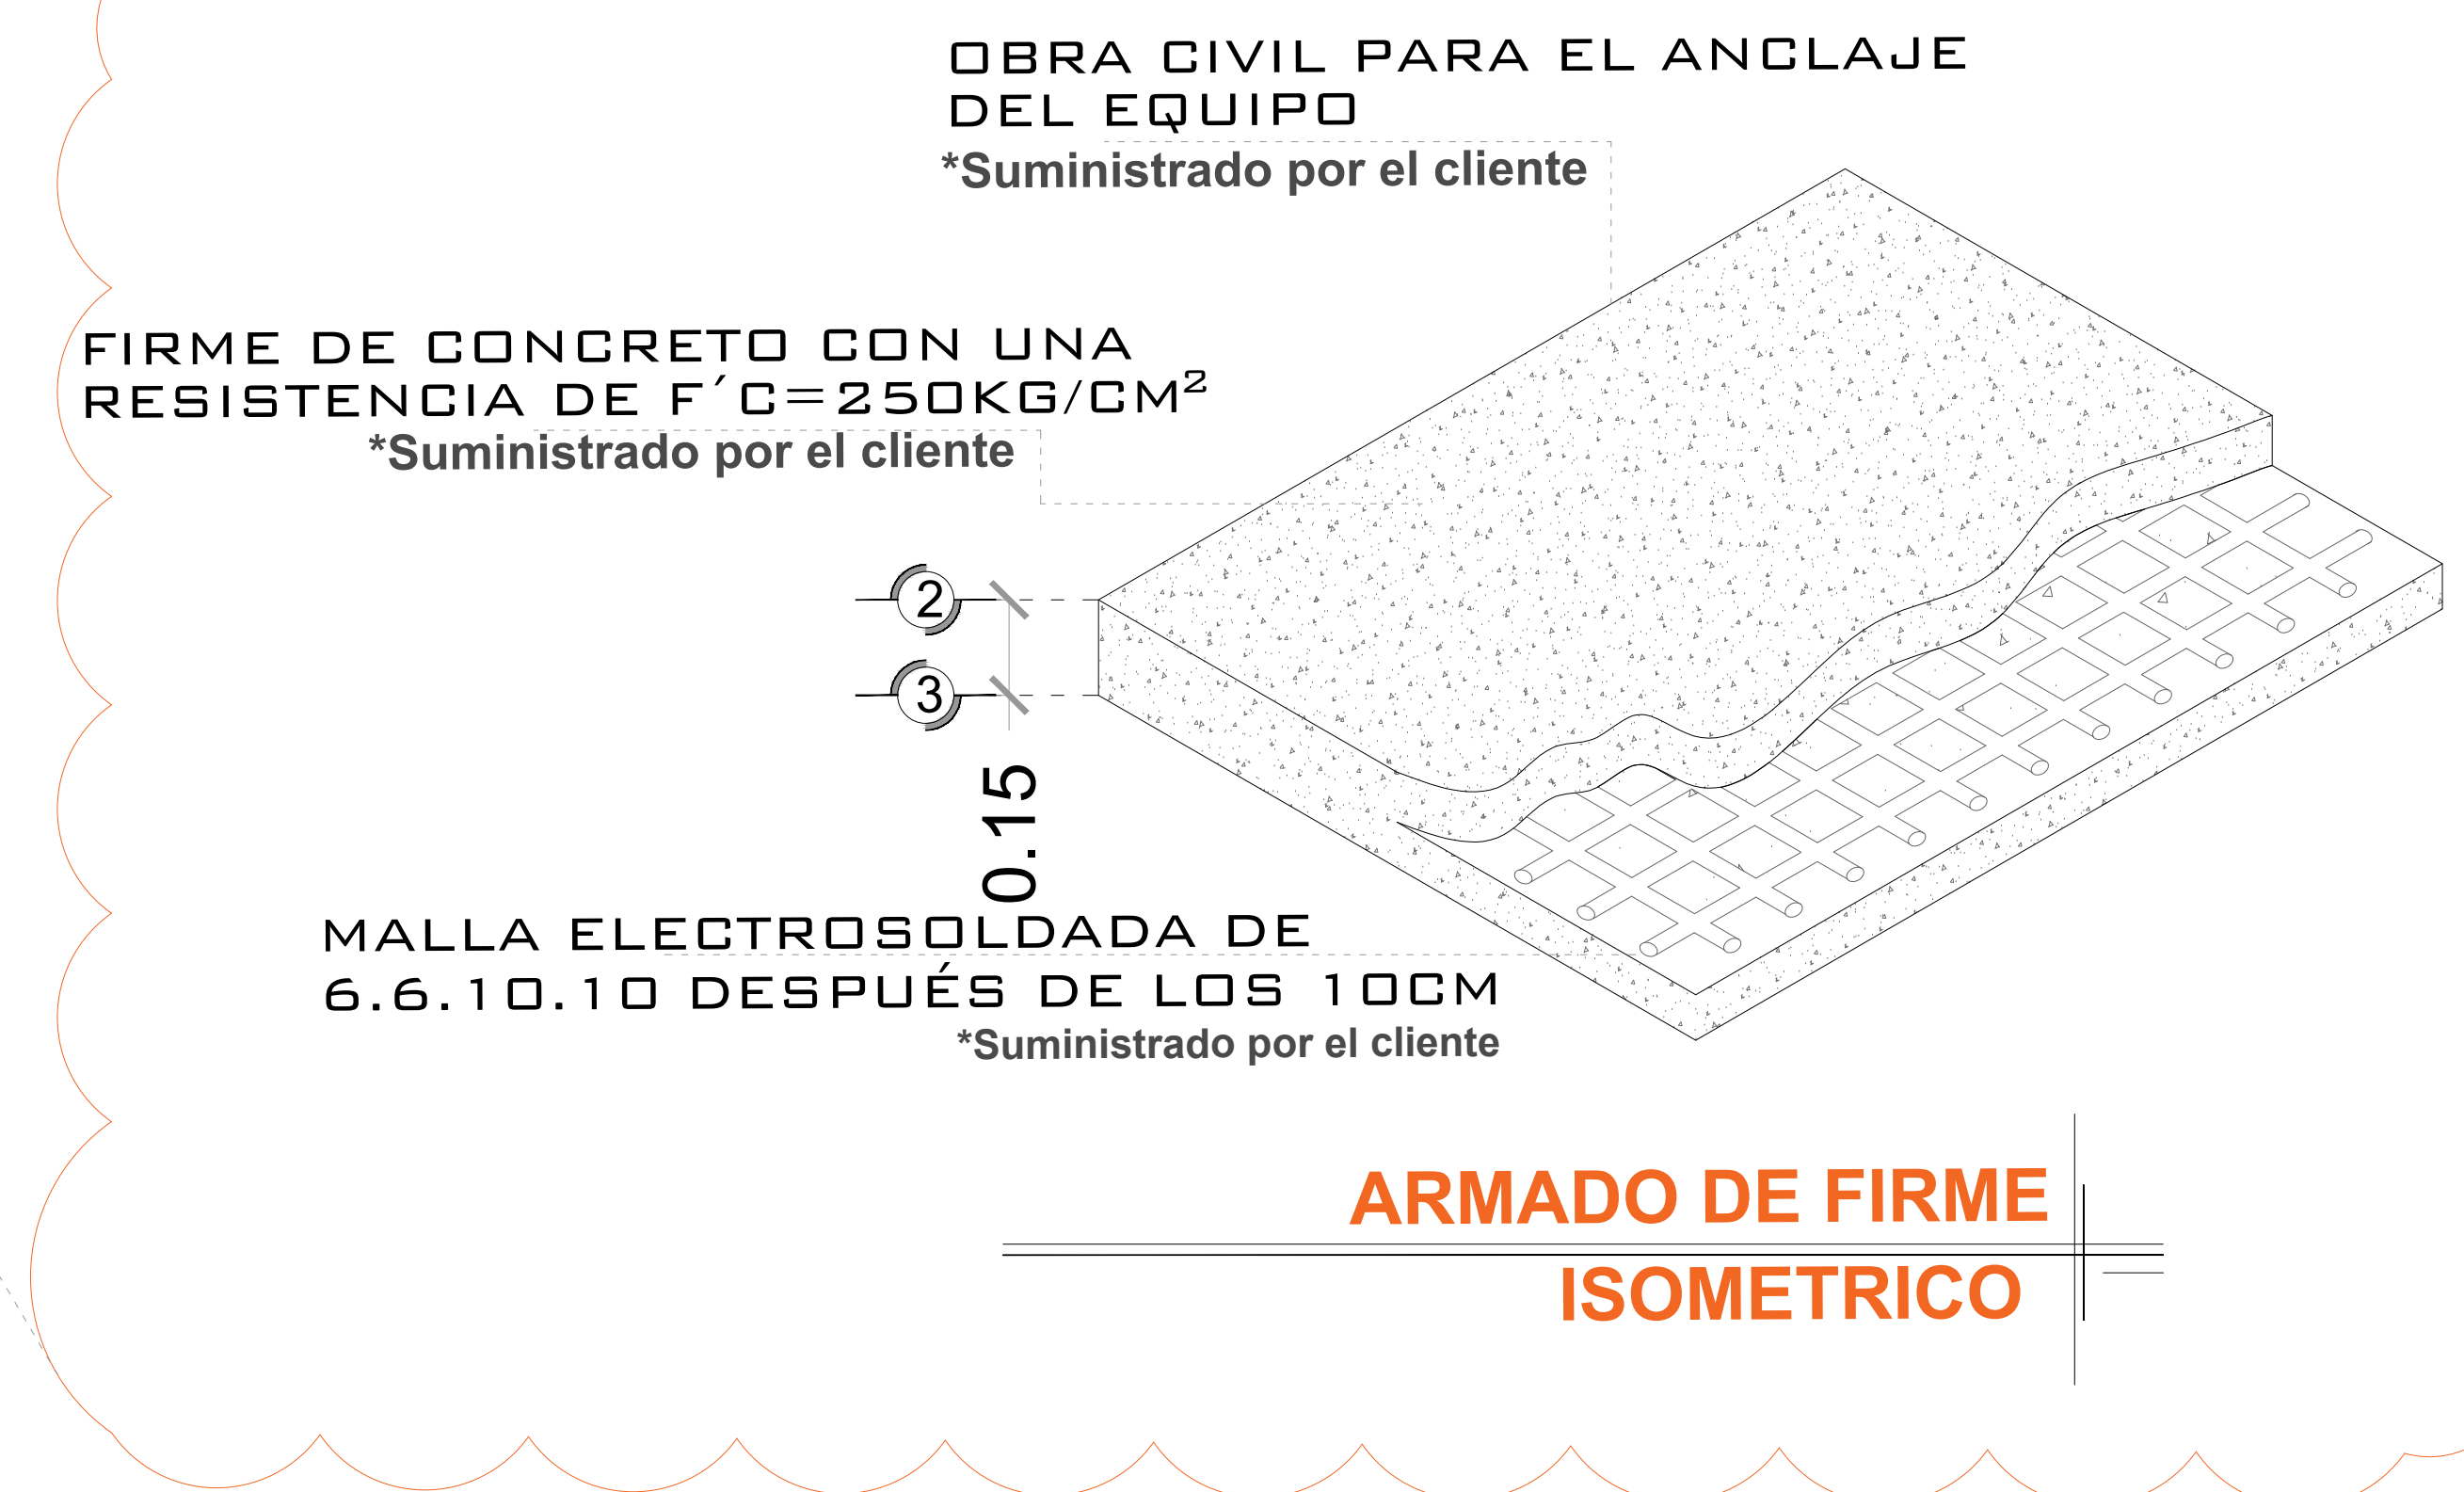 OBRA CIVIL PARA EL ANCLAJE
DEL EQUIPO
*Suministrado por el cliente
FIRME DE CONCRETO CON UNA
RESISTENCIA DE F´C=250KG/CM²
*Suministrado por el cliente
2
3
0.15
MALLA ELECTROSOLDADA DE
6.6.10.10 DESPUÉS DE LOS 10CM
*Suministrado por el cliente
ARMADO DE FIRME
ISOMETRICO